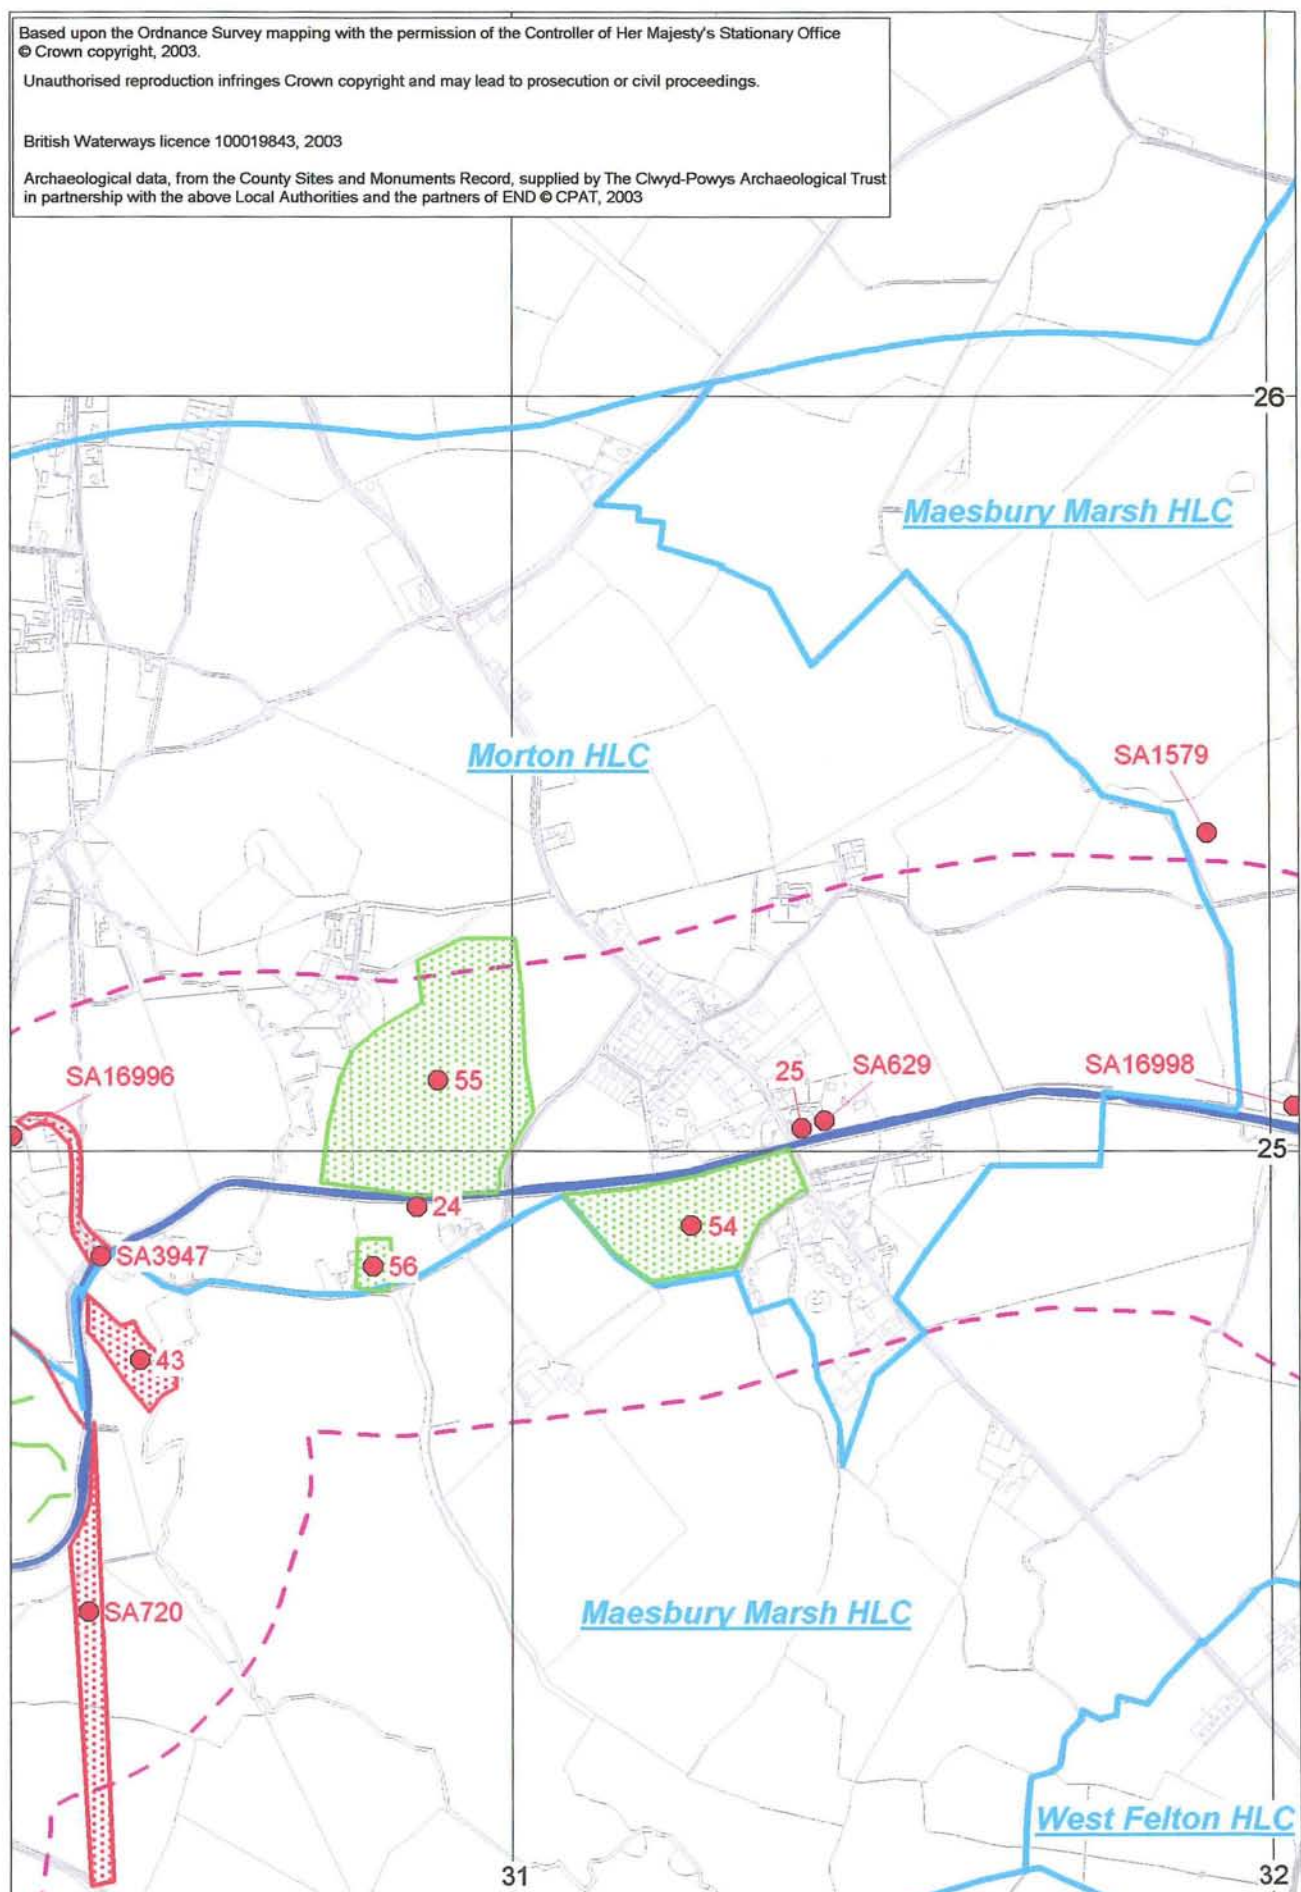 Based upon the Ordnance Survey mapping with the permission of the Controller of Her Majesty's Stationary Office
© Crown copyright, 2003.
Unauthorised reproduction infringes Crown copyright and may lead to prosecution or civil proceedings.
British Waterways licence 100019843, 2003
Archaeological data, from the County Sites and Monuments Record, supplied by The Clwyd-Powys Archaeological Trust
in partnership with the above Local Authorities and the partners of END © CPAT, 2003
26
Maesbury Marsh HLC
Morton HLC
SA1579
SA16996
55
25
SA629
SA16998
25
24
54
SA3947
56
43
SA720
Maesbury Marsh HLC
West Felton HLC
31
32